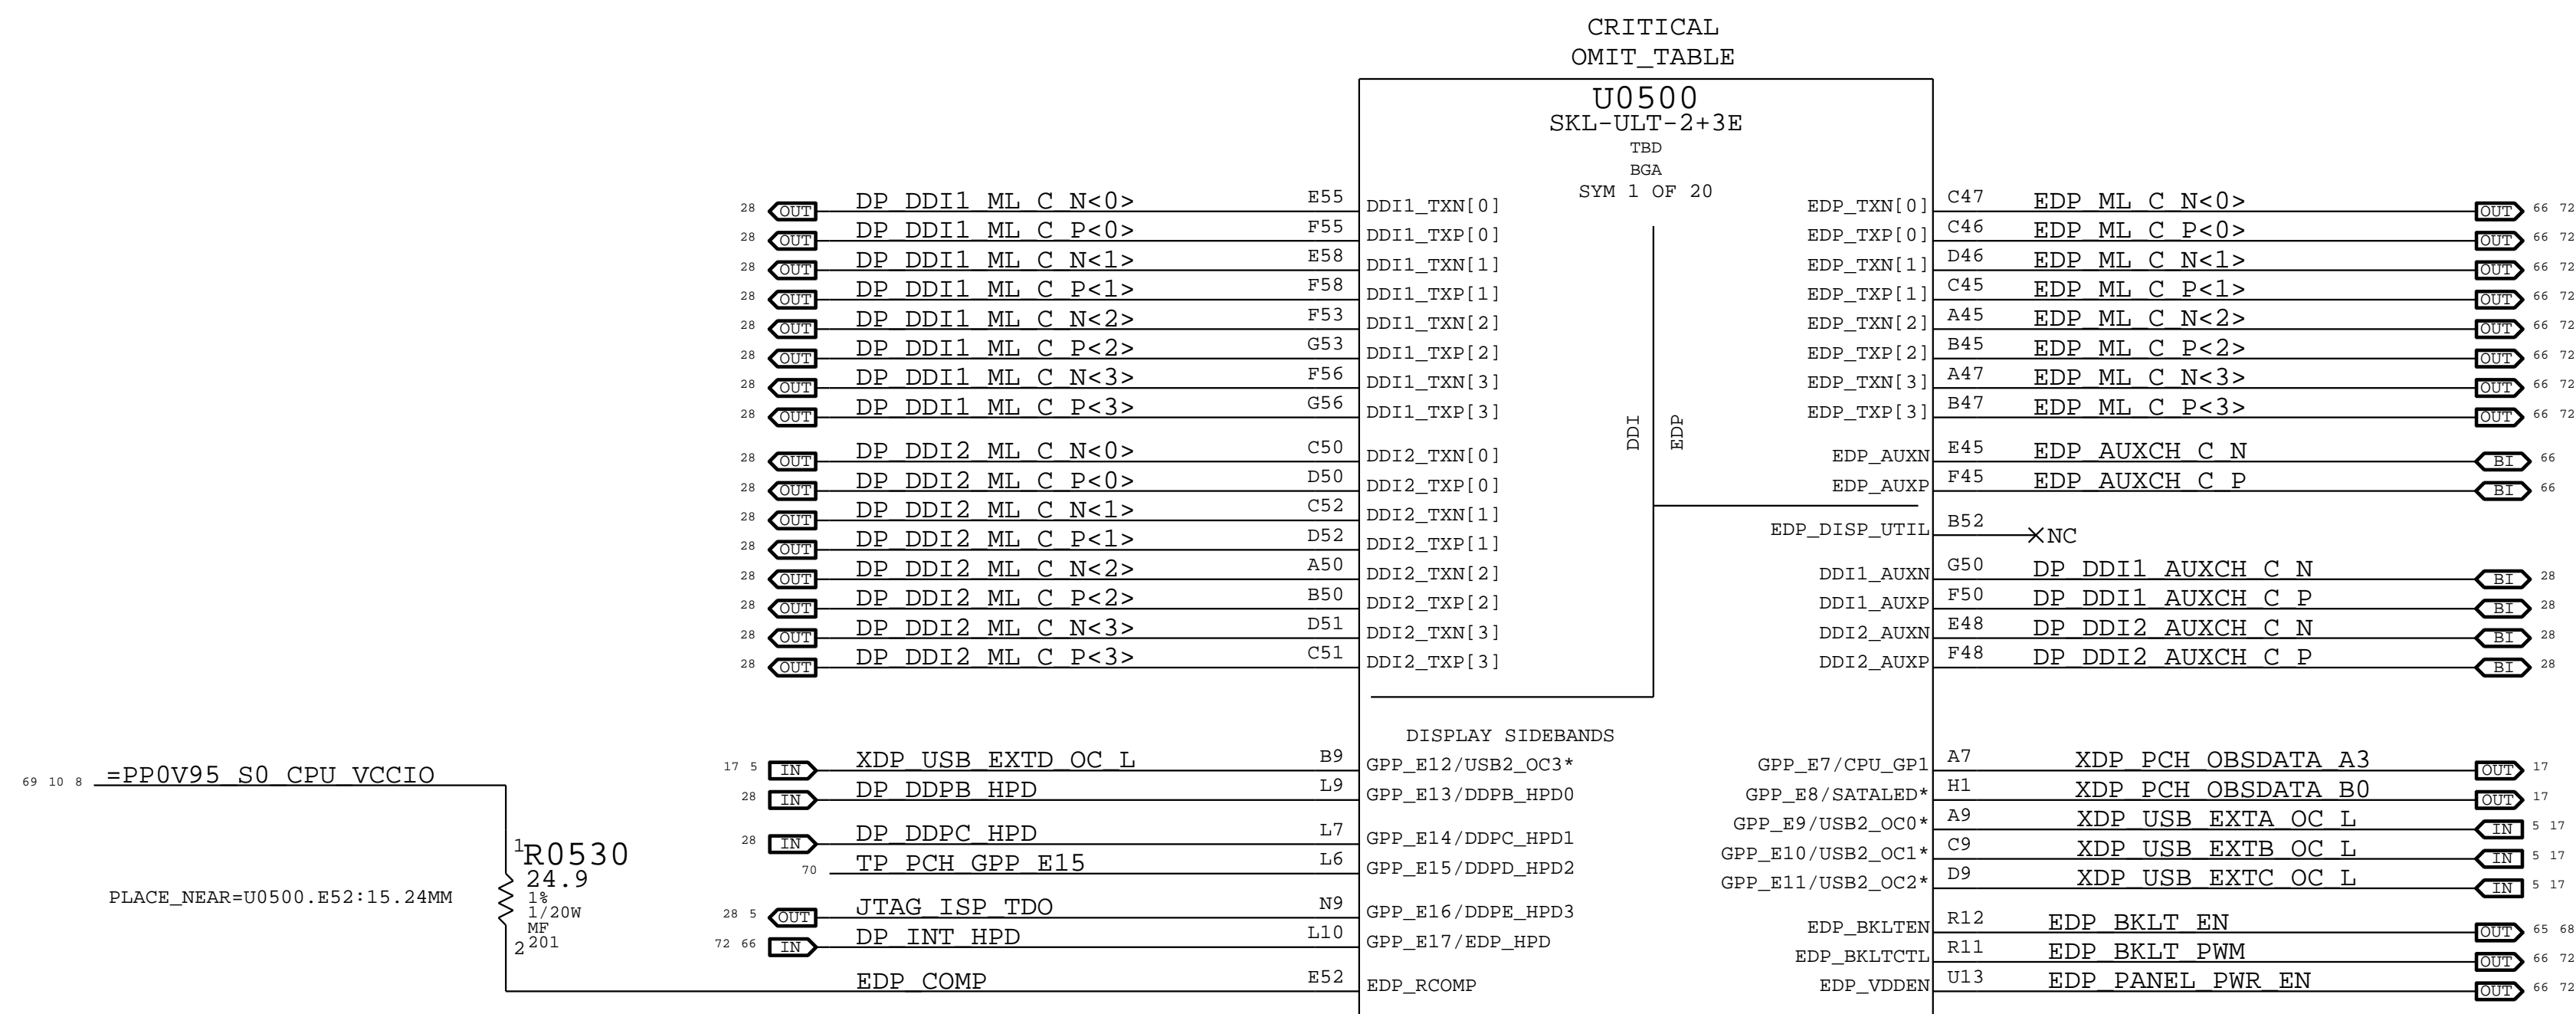 CRITICAL
OMIT_TABLE
U0500
SKL-ULT-2+3E
TBD
BGA
SYM 1 OF 20
28 OUT DP_DDI1_ML_C_N<0> E55 DDI1_TXN[0] EDP_TXN[0] C47 EDP_ML_C_N<0> OUT 66 72
28 OUT DP_DDI1_ML_C_P<0> F55 DDI1_TXP[0] EDP_TXP[0] C46 EDP_ML_C_P<0> OUT 66 72
28 OUT DP_DDI1_ML_C_N<1> E58 DDI1_TXN[1] EDP_TXN[1] D46 EDP_ML_C_N<1> OUT 66 72
28 OUT DP_DDI1_ML_C_P<1> F58 DDI1_TXP[1] EDP_TXP[1] C45 EDP_ML_C_P<1> OUT 66 72
28 OUT DP_DDI1_ML_C_N<2> F53 DDI1_TXN[2] EDP_TXN[2] A45 EDP_ML_C_N<2> OUT 66 72
28 OUT DP_DDI1_ML_C_P<2> G53 DDI1_TXP[2] EDP_TXP[2] B45 EDP_ML_C_P<2> OUT 66 72
28 OUT DP_DDI1_ML_C_N<3> F56 DDI1_TXN[3] EDP_TXN[3] A47 EDP_ML_C_N<3> OUT 66 72
28 OUT DP_DDI1_ML_C_P<3> G56 DDI1_TXP[3] EDP_TXP[3] B47 EDP_ML_C_P<3> OUT 66 72
DDI EDP
28 OUT DP_DDI2_ML_C_N<0> C50 DDI2_TXN[0] EDP_AUXN E45 EDP_AUXCH_C_N BI 66
28 OUT DP_DDI2_ML_C_P<0> D50 DDI2_TXP[0] EDP_AUXP F45 EDP_AUXCH_C_P BI 66
28 OUT DP_DDI2_ML_C_N<1> C52 DDI2_TXN[1]
EDP_DISP_UTIL B52 NC
28 OUT DP_DDI2_ML_C_P<1> D52 DDI2_TXP[1]
28 OUT DP_DDI2_ML_C_N<2> A50 DDI2_TXN[2] DDI1_AUXN G50 DP_DDI1_AUXCH_C_N BI 28
28 OUT DP_DDI2_ML_C_P<2> B50 DDI2_TXP[2] DDI1_AUXP F50 DP_DDI1_AUXCH_C_P BI 28
28 OUT DP_DDI2_ML_C_N<3> D51 DDI2_TXN[3] DDI2_AUXN E48 DP_DDI2_AUXCH_C_N BI 28
28 OUT DP_DDI2_ML_C_P<3> C51 DDI2_TXP[3] DDI2_AUXP F48 DP_DDI2_AUXCH_C_P BI 28
DISPLAY SIDEBANDS
17 5 IN XDP_USB_EXTD_OC_L B9 GPP_E12/USB2_OC3* GPP_E7/CPU_GP1 A7 XDP_PCH_OBSDATA_A3 OUT 17
69 10 8 =PP0V95_S0_CPU_VCCIO
28 IN DP_DDPB_HPD L9 GPP_E13/DDPB_HPD0 GPP_E8/SATALED* H1 XDP_PCH_OBSDATA_B0 OUT 17
GPP_E9/USB2_OC0* A9 XDP_USB_EXTA_OC_L IN 5 17
28 IN DP_DDPC_HPD L7 GPP_E14/DDPC_HPD1
GPP_E10/USB2_OC1* C9 XDP_USB_EXTB_OC_L IN 5 17
70 TP_PCH_GPP_E15 L6 GPP_E15/DDPD_HPD2
GPP_E11/USB2_OC2* D9 XDP_USB_EXTC_OC_L IN 5 17
1 R0530
24.9
1%
1/20W
MF
2 201
PLACE_NEAR=U0500.E52:15.24MM
28 5 OUT JTAG_ISP_TDO N9 GPP_E16/DDPE_HPD3
EDP_BKLTEN R12 EDP_BKLT_EN OUT 65 68
72 66 IN DP_INT_HPD L10 GPP_E17/EDP_HPD
EDP_BKLTCTL R11 EDP_BKLT_PWM OUT 66 72
EDP_COMP E52 EDP_RCOMP EDP_VDDEN U13 EDP_PANEL_PWR_EN OUT 66 72